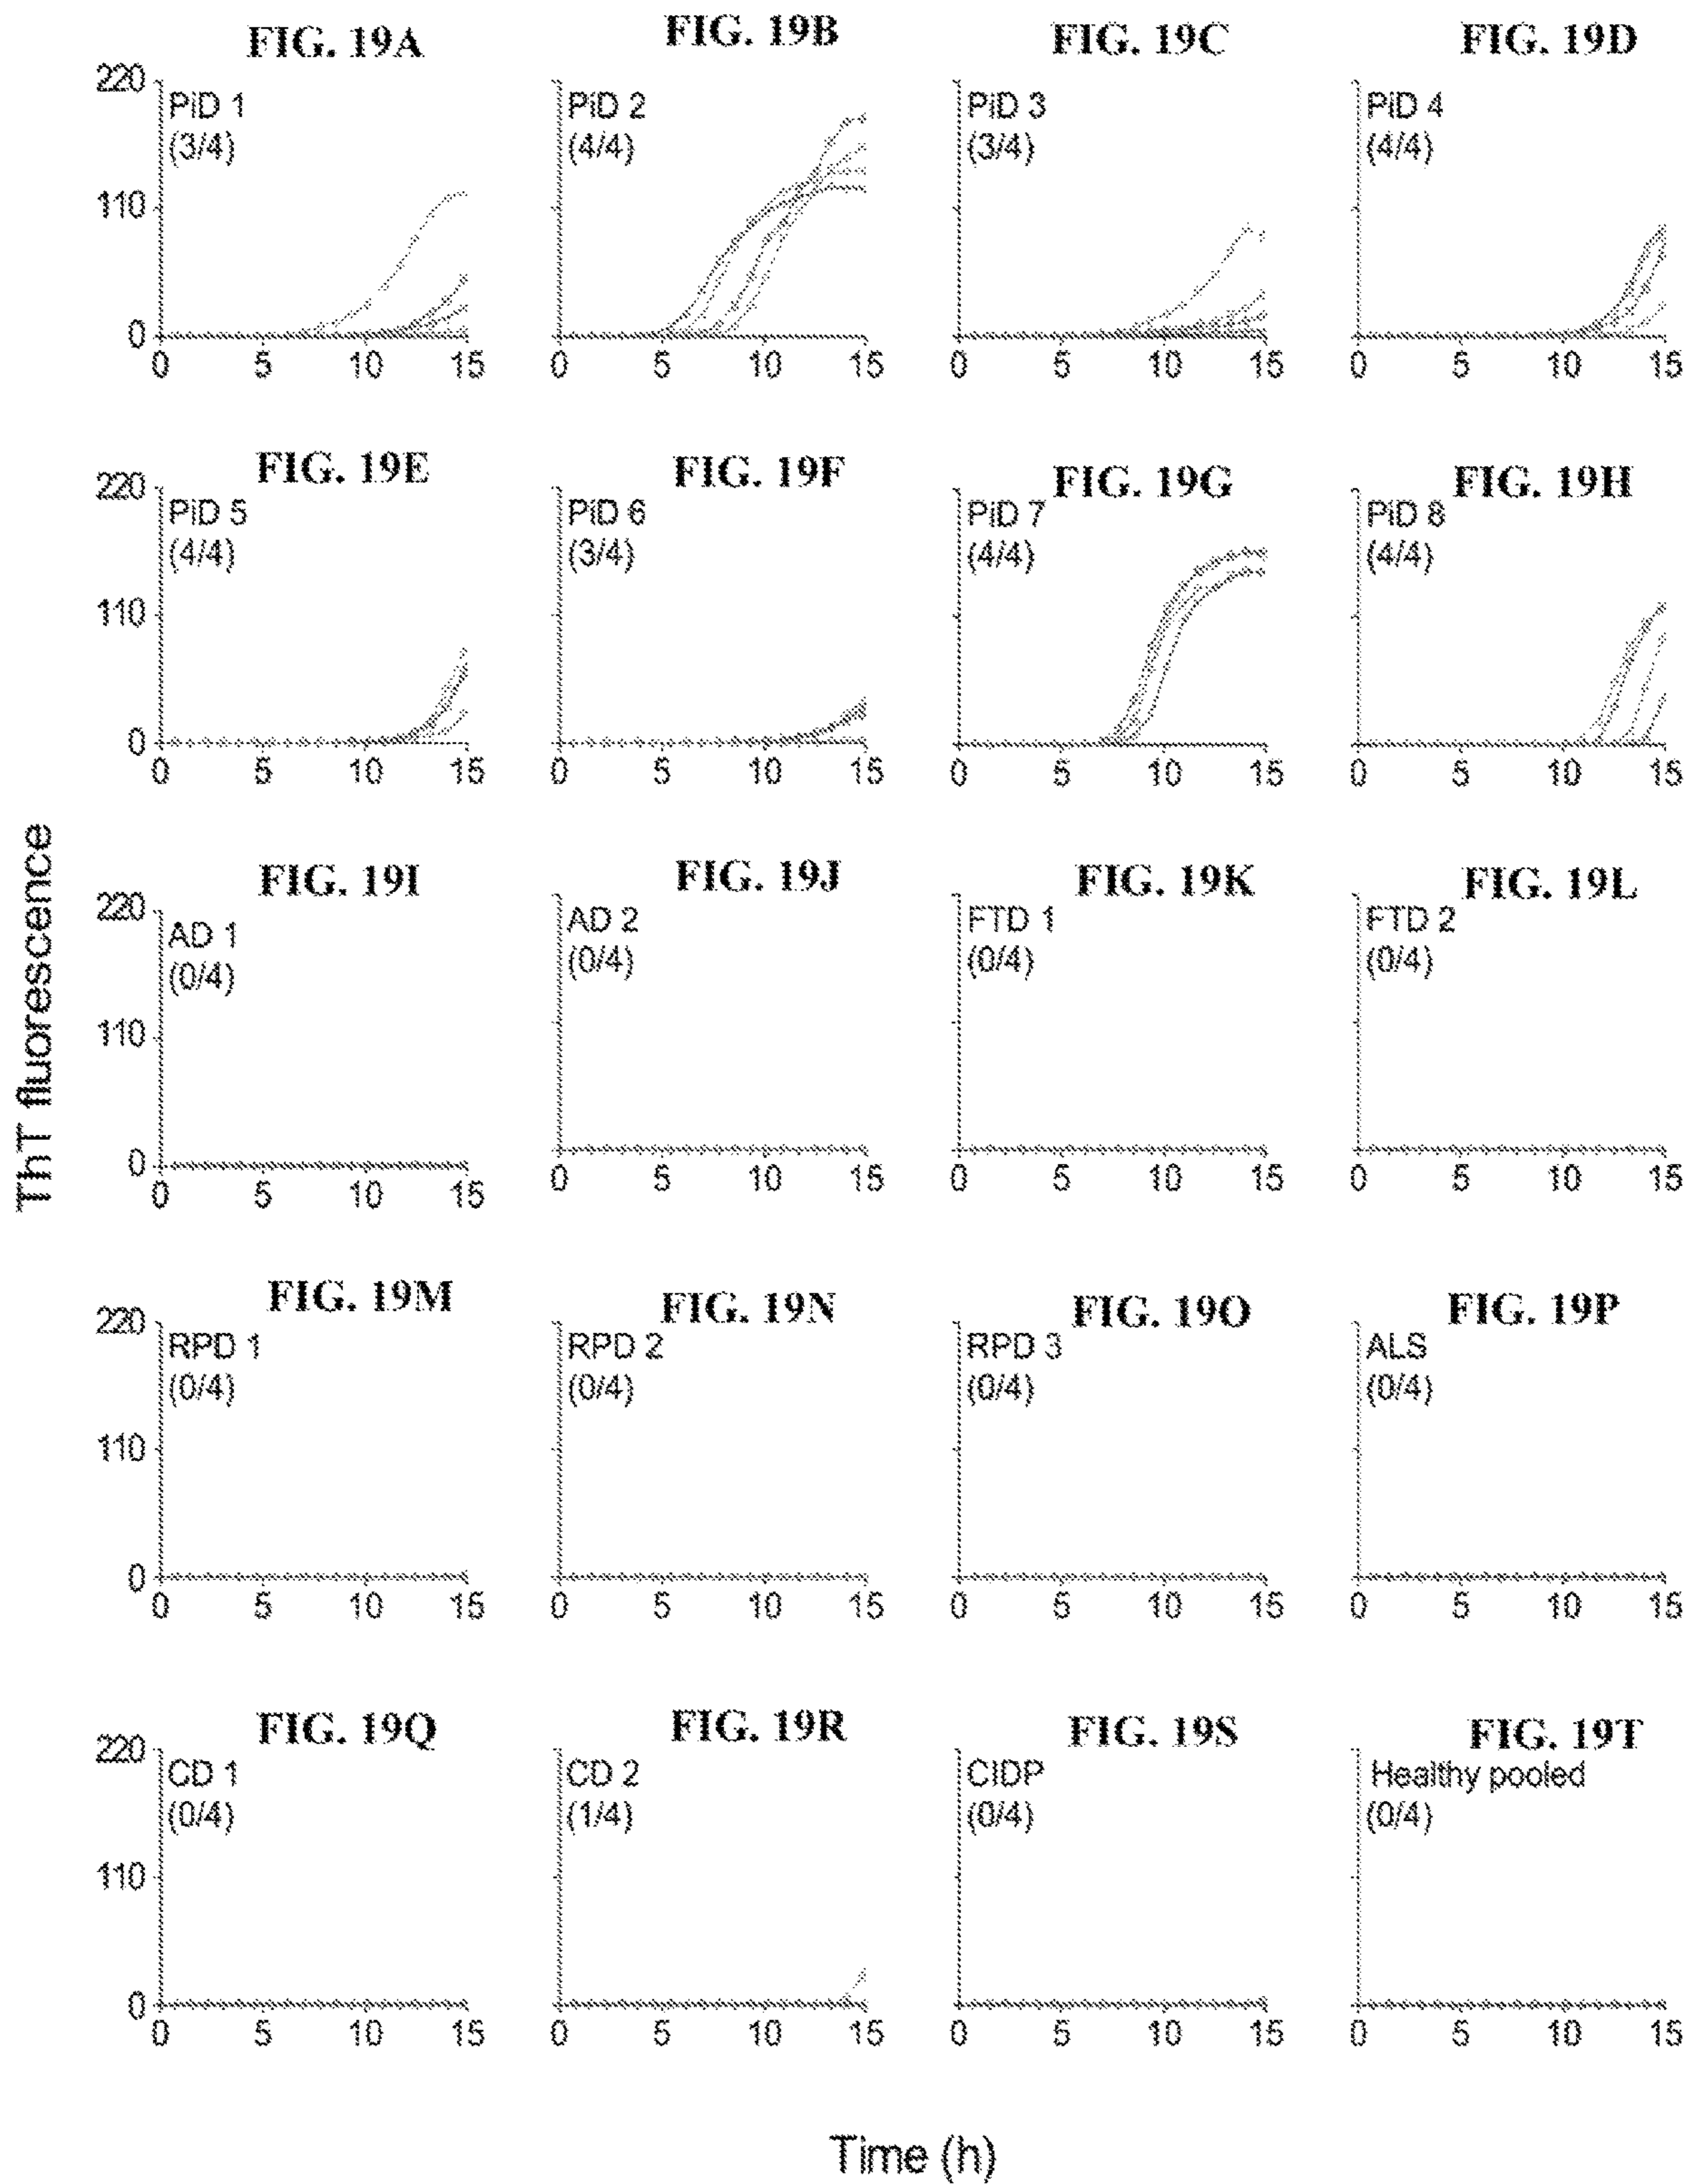 FIG. 19A FIG. 19B FIG. 19C FIG. 19D
220 PiD 1 PiD 2 PiD 3 PiD 4
(3/4) (4/4) (3/4) (4/4)
110
0
0 5 10 15 0 5 10 15 0 5 10 15 0 5 10 15
FIG. 19E FIG. 19F FIG. 19G FIG. 19H
220 PiD 5 PiD 6 PiD 7 PiD 8
(4/4) (3/4) (4/4) (4/4)
110
0
0 5 10 15 0 5 10 15 0 5 10 15 0 5 10 15
ThT fluorescence
FIG. 19I FIG. 19J FIG. 19K FIG. 19L
220 AD 1 AD 2 FTD 1 FTD 2
(0/4) (0/4) (0/4) (0/4)
110
0
0 5 10 15 0 5 10 15 0 5 10 15 0 5 10 15
FIG. 19M FIG. 19N FIG. 19O FIG. 19P
220 RPD 1 RPD 2 RPD 3 ALS
(0/4) (0/4) (0/4) (0/4)
110
0
0 5 10 15 0 5 10 15 0 5 10 15 0 5 10 15
FIG. 19Q FIG. 19R FIG. 19S FIG. 19T
220 CD 1 CD 2 CIDP Healthy pooled
(0/4) (1/4) (0/4) (0/4)
110
0
0 5 10 15 0 5 10 15 0 5 10 15 0 5 10 15
Time (h)